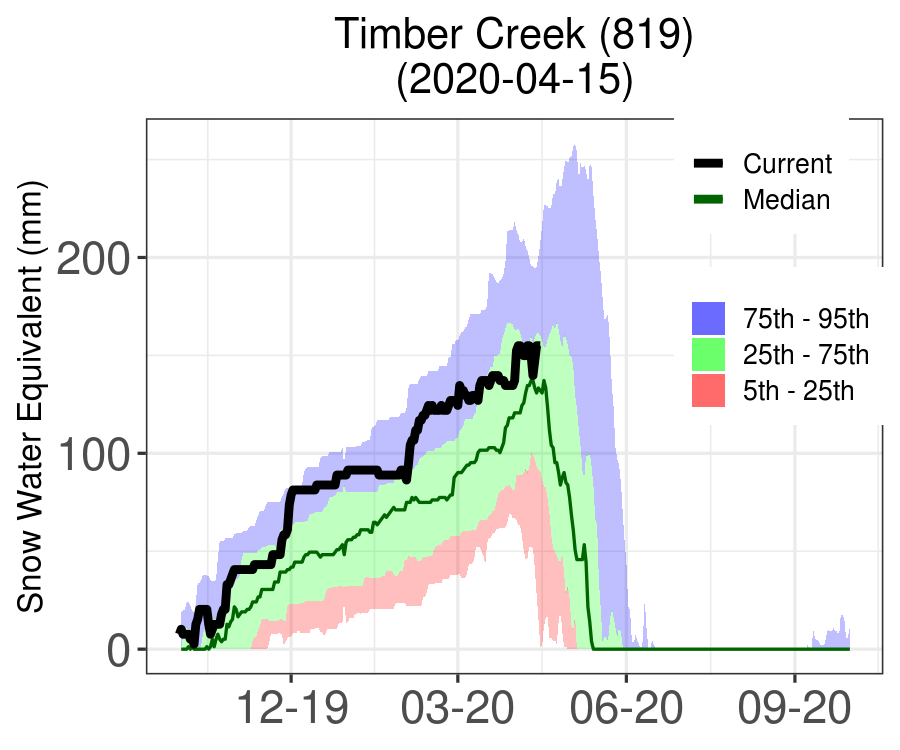 Timber Creek (819)
(2020-04-15)
Snow Water Equivalent (mm)
200
100
0
12-19
03-20
06-20
09-20
Current
Median
75th - 95th
25th - 75th
5th - 25th